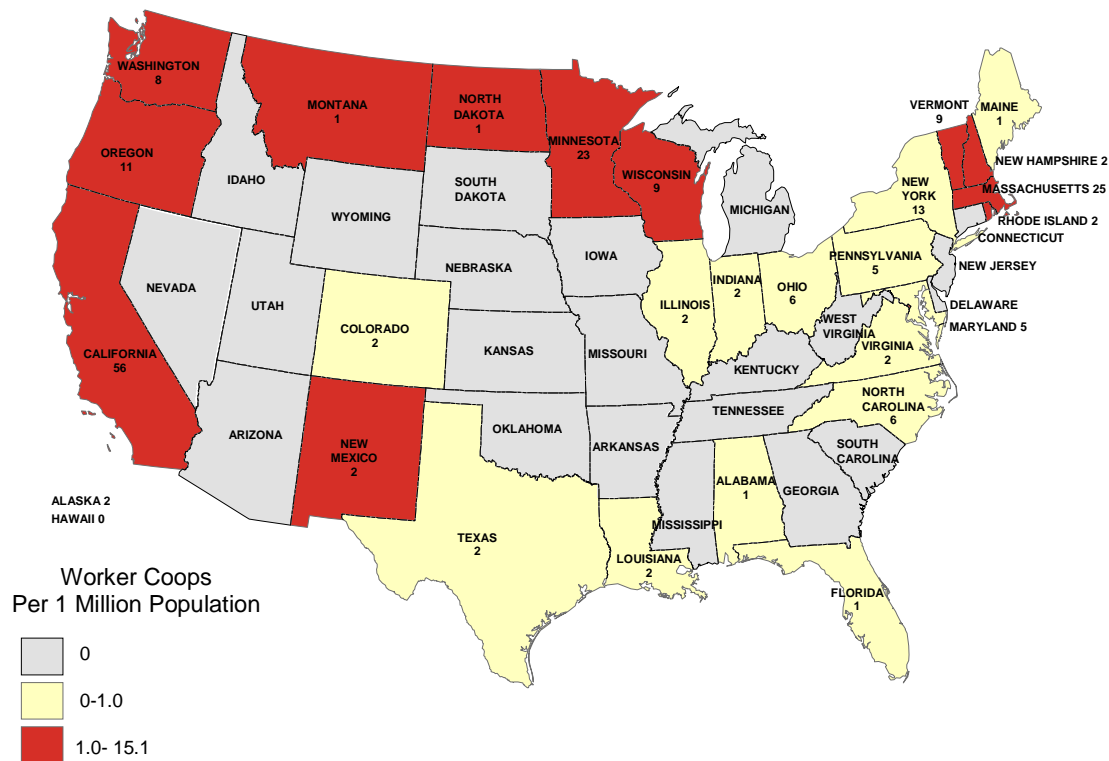 WASHINGTON
8
MONTANA
1
NORTH
DAKOTA
1
MINNESOTA
23
VERMONT
9
MAINE
1
OREGON
11
IDAHO
WISCONSIN
9
NEW HAMPSHIRE 2
SOUTH
DAKOTA
NEW
YORK
13
MASSACHUSETTS 25
WYOMING
MICHIGAN
RHODE ISLAND 2
CONNECTICUT
IOWA
PENNSYLVANIA
5
NEW JERSEY
NEBRASKA
NEVADA
UTAH
ILLINOIS
2
INDIANA
2
OHIO
6
DELAWARE
WEST
VIRGINIA
MARYLAND 5
COLORADO
2
VIRGINIA
2
CALIFORNIA
56
KANSAS
MISSOURI
KENTUCKY
NORTH
CAROLINA
6
TENNESSEE
ARIZONA
NEW
MEXICO
2
OKLAHOMA
ARKANSAS
SOUTH
CAROLINA
ALABAMA
1
GEORGIA
ALASKA 2
HAWAII 0
MISSISSIPPI
TEXAS
2
LOUISIANA
2
FLORIDA
1
Worker Coops
Per 1 Million Population
0
0-1.0
1.0- 15.1